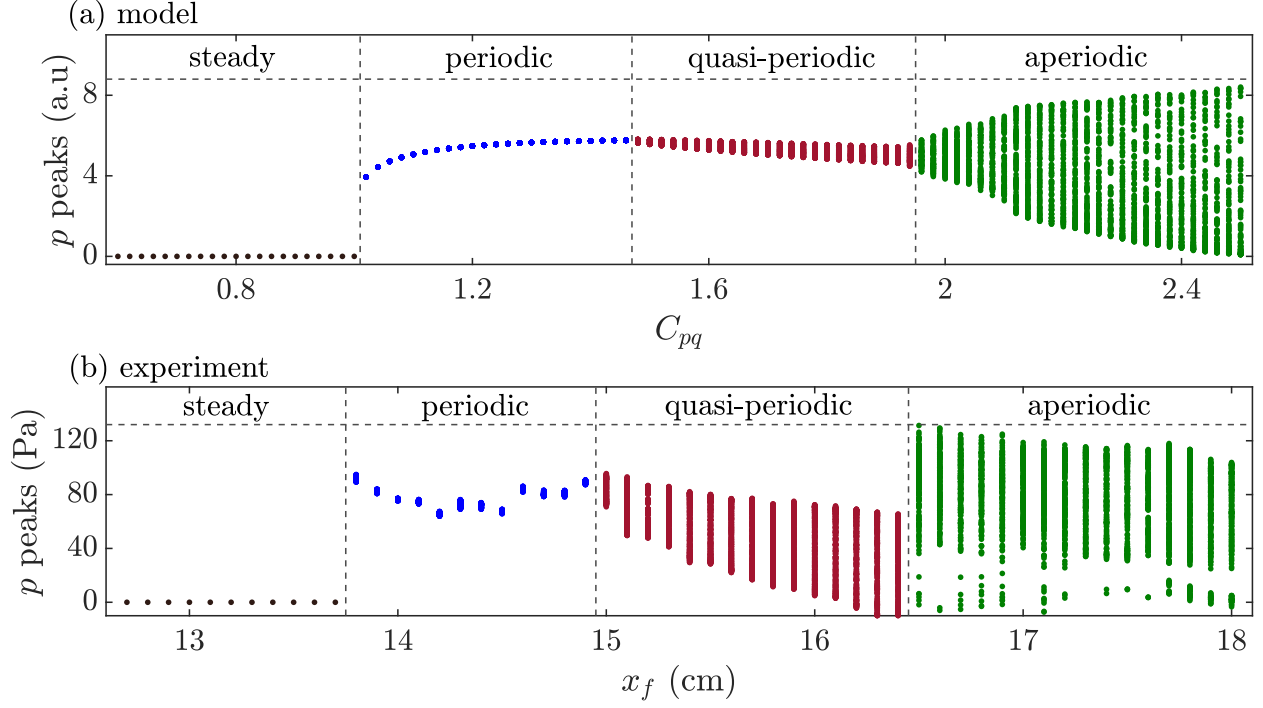 (a) model
steady periodic quasi-periodic aperiodic
p peaks (a.u)
8
4
0
0.8 1.2 1.6 2 2.4
C_{pq}
(b) experiment
steady periodic quasi-periodic aperiodic
p peaks (Pa)
120
80
40
0
13 14 15 16 17 18
x_f (cm)